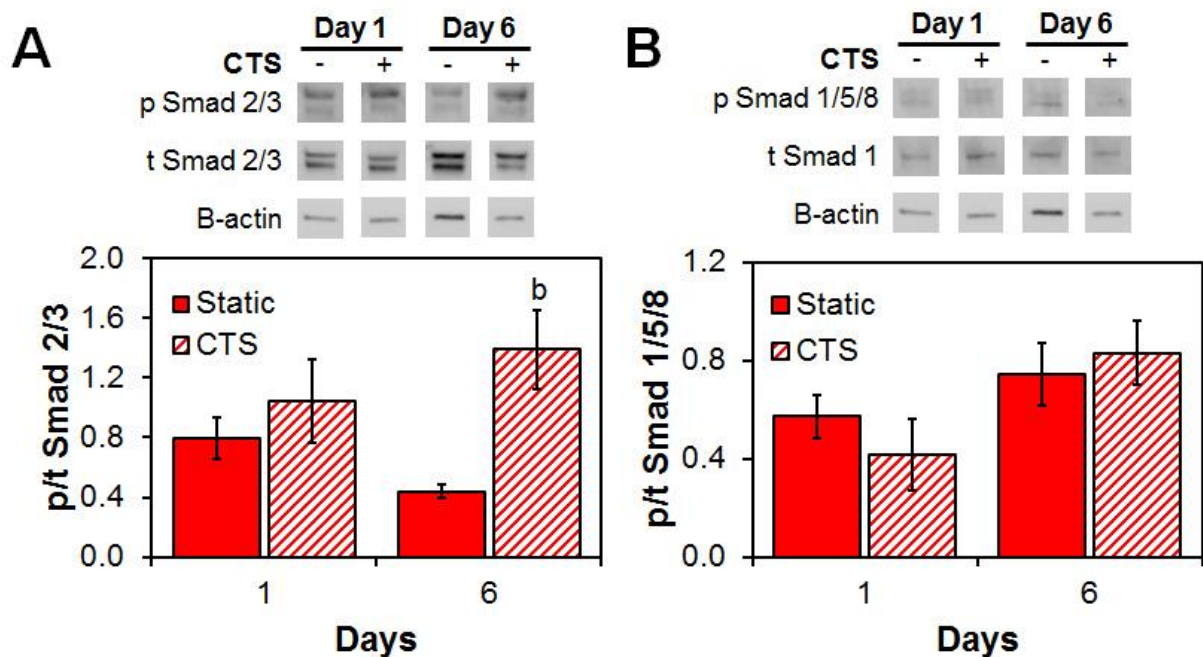 A
Day 1 Day 6
CTS - + - +
p Smad 2/3
t Smad 2/3
B-actin
2.0
1.6
1.2
0.8
0.4
0.0
p/t Smad 2/3
Static
CTS
b
1 6
Days
B
Day 1 Day 6
CTS - + - +
p Smad 1/5/8
t Smad 1
B-actin
1.2
0.8
0.4
0.0
p/t Smad 1/5/8
Static
CTS
1 6
Days